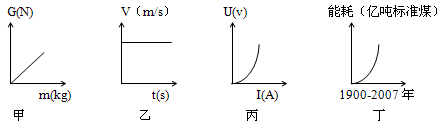 G(N)
m(kg)
甲
V（m/s）
t(s)
乙
U(v)
I(A)
丙
能耗（亿吨标准煤）
1900-2007 年
丁